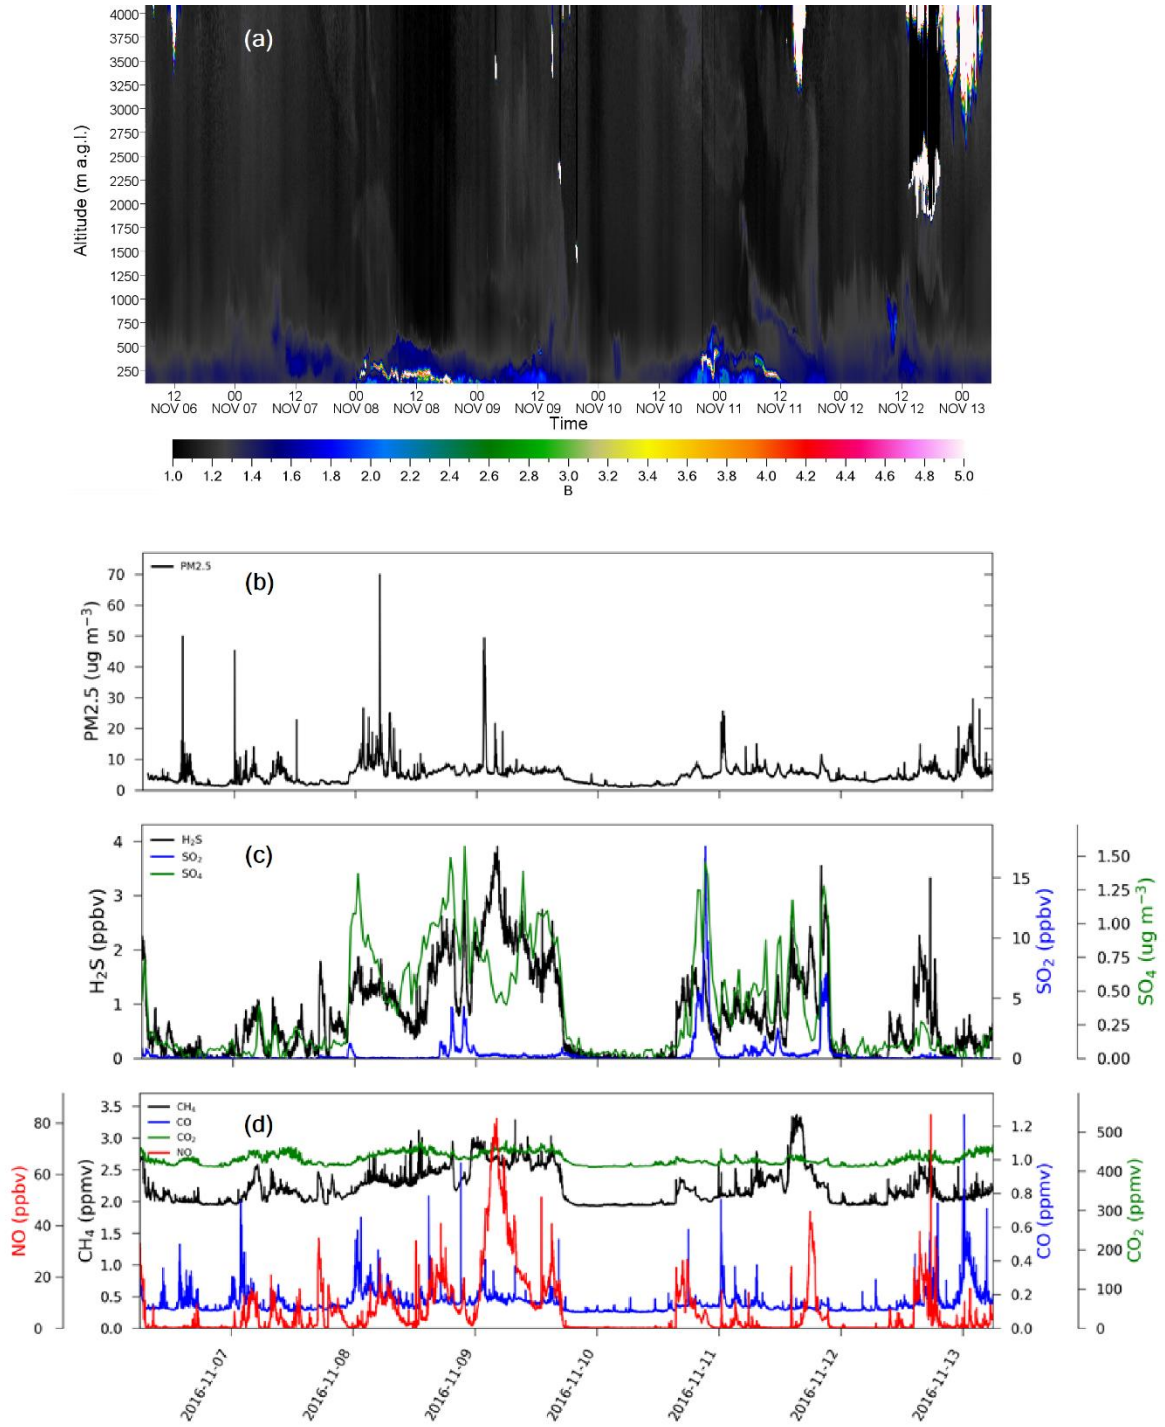 (a)
4000
3750
3500
3250
3000
2750
2500
2250
2000
1750
1500
1250
1000
750
500
250
Altitude (m a.g.l.)
12 00 12 00 12 00 12 00 12 00 12 00 12 00
NOV 06 NOV 07 NOV 07 NOV 08 NOV 08 NOV 09 NOV 09 NOV 10 NOV 10 NOV 11 NOV 11 NOV 12 NOV 12 NOV 13
Time
1.0 1.2 1.4 1.6 1.8 2.0 2.2 2.4 2.6 2.8 3.0 3.2 3.4 3.6 3.8 4.0 4.2 4.4 4.6 4.8 5.0
B
PM2.5
(b)
70
60
50
40
30
20
10
0
PM2.5 (ug m⁻³)
H₂S
SO₂
SO₄
(c)
4
3
2
1
0
H₂S (ppbv)
15
10
5
0
SO₂ (ppbv)
1.50
1.25
1.00
0.75
0.50
0.25
0.00
SO₄ (ug m⁻³)
CH₄
CO
CO₂
NO
(d)
80
60
40
20
0
NO (ppbv)
3.5
3.0
2.5
2.0
1.5
1.0
0.5
0.0
CH₄ (ppmv)
1.2
1.0
0.8
0.6
0.4
0.2
0.0
CO (ppmv)
500
400
300
200
100
0
CO₂ (ppmv)
2016-11-07
2016-11-08
2016-11-09
2016-11-10
2016-11-11
2016-11-12
2016-11-13